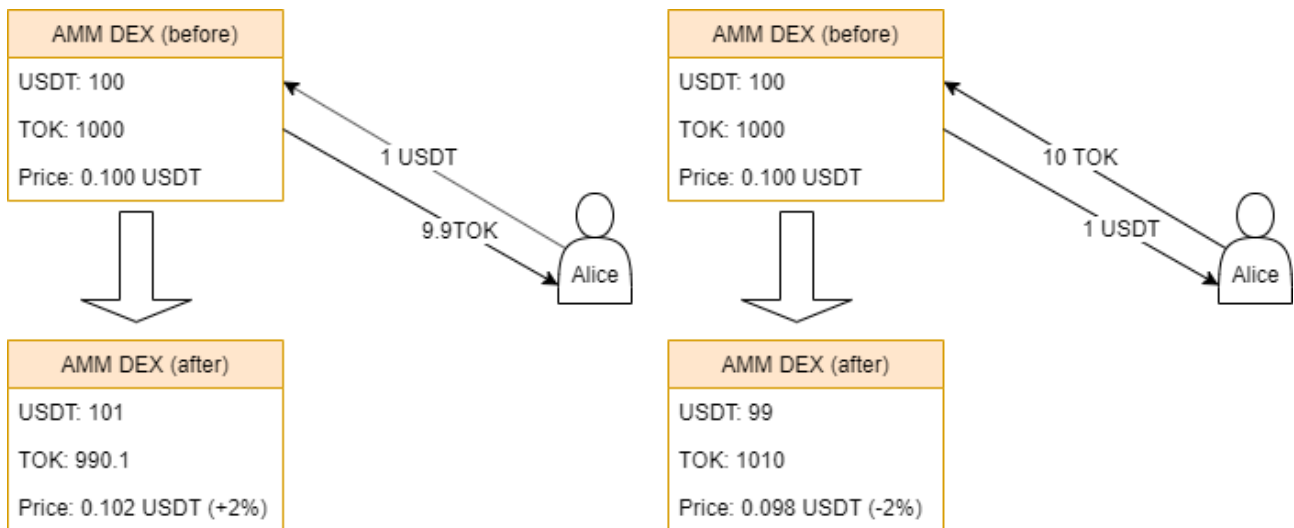 AMM DEX (before)
USDT: 100
TOK: 1000
Price: 0.100 USDT
1 USDT
9.9TOK
Alice
AMM DEX (after)
USDT: 101
TOK: 990.1
Price: 0.102 USDT (+2%)
AMM DEX (before)
USDT: 100
TOK: 1000
Price: 0.100 USDT
10 TOK
1 USDT
Alice
AMM DEX (after)
USDT: 99
TOK: 1010
Price: 0.098 USDT (-2%)